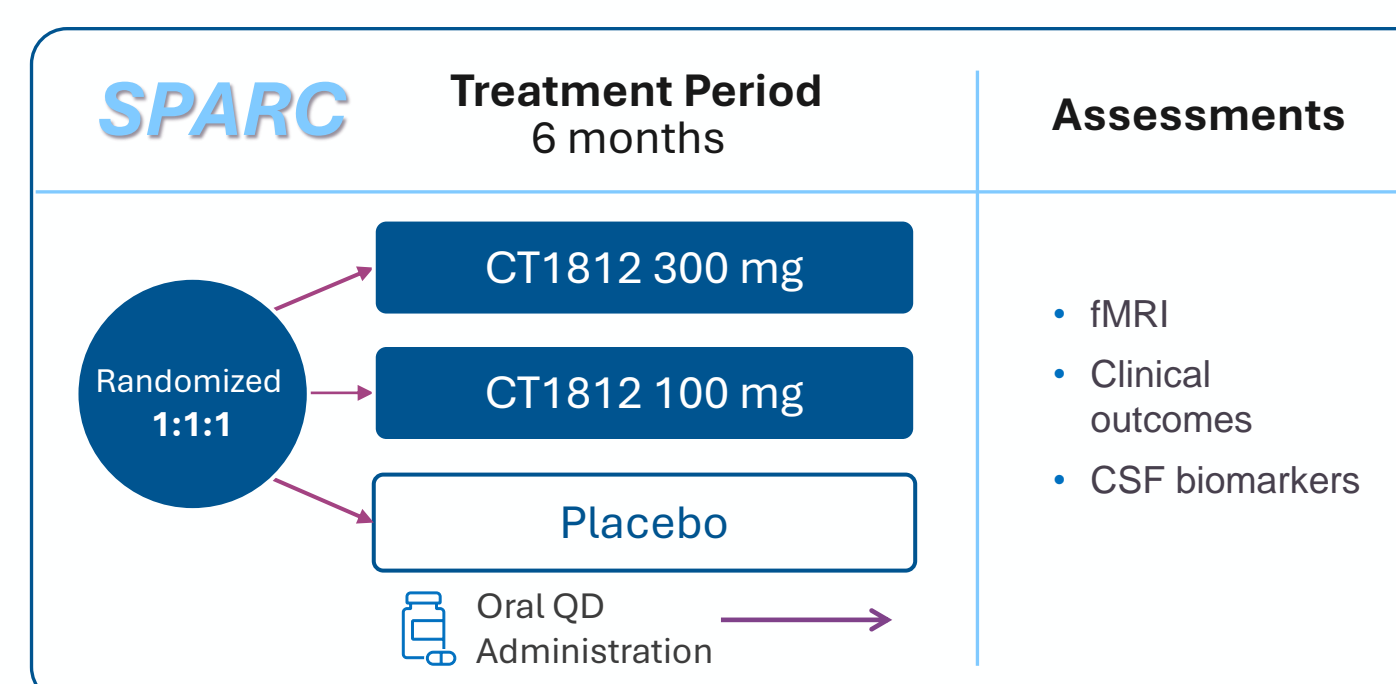 SPARC
Treatment Period
6 months
Assessments
Randomized
1:1:1
CT1812 300 mg
CT1812 100 mg
Placebo
Oral QD
Administration
• fMRI
• Clinical
outcomes
• CSF biomarkers